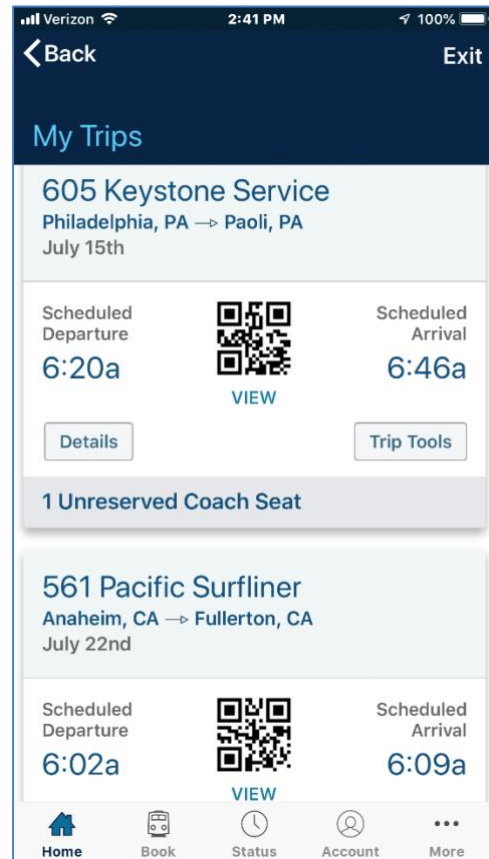 Verizon 2:41 PM 100%
Back Exit
My Trips
605 Keystone Service
Philadelphia, PA → Paoli, PA
July 15th
Scheduled Departure
6:20a
VIEW
Scheduled Arrival
6:46a
Details Trip Tools
1 Unreserved Coach Seat
561 Pacific Surfliner
Anaheim, CA → Fullerton, CA
July 22nd
Scheduled Departure
6:02a
VIEW
Scheduled Arrival
6:09a
Home Book Status Account More